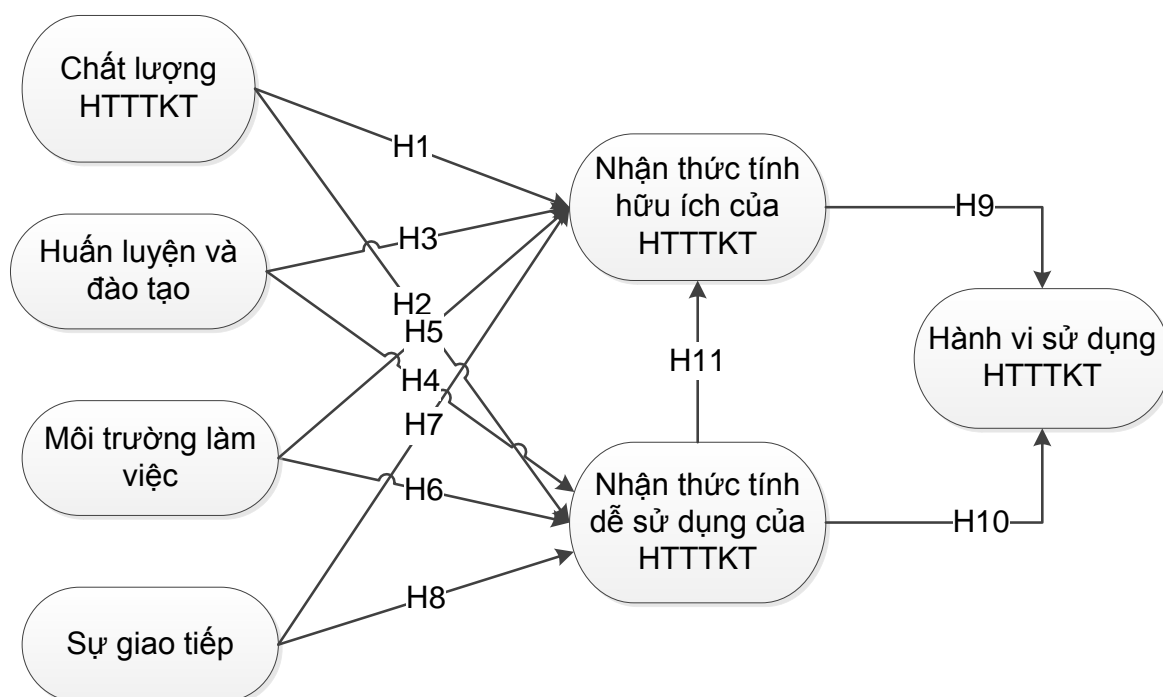 Chất lượng
HTTTKT
Huấn luyện và
đào tạo
Môi trường làm
việc
Sự giao tiếp
H1
H3
H2
H5
H4
H7
H6
H8
Nhận thức tính
hữu ích của
HTTTKT
H11
Nhận thức tính
dễ sử dụng của
HTTTKT
H9
Hành vi sử dụng
HTTTKT
H10